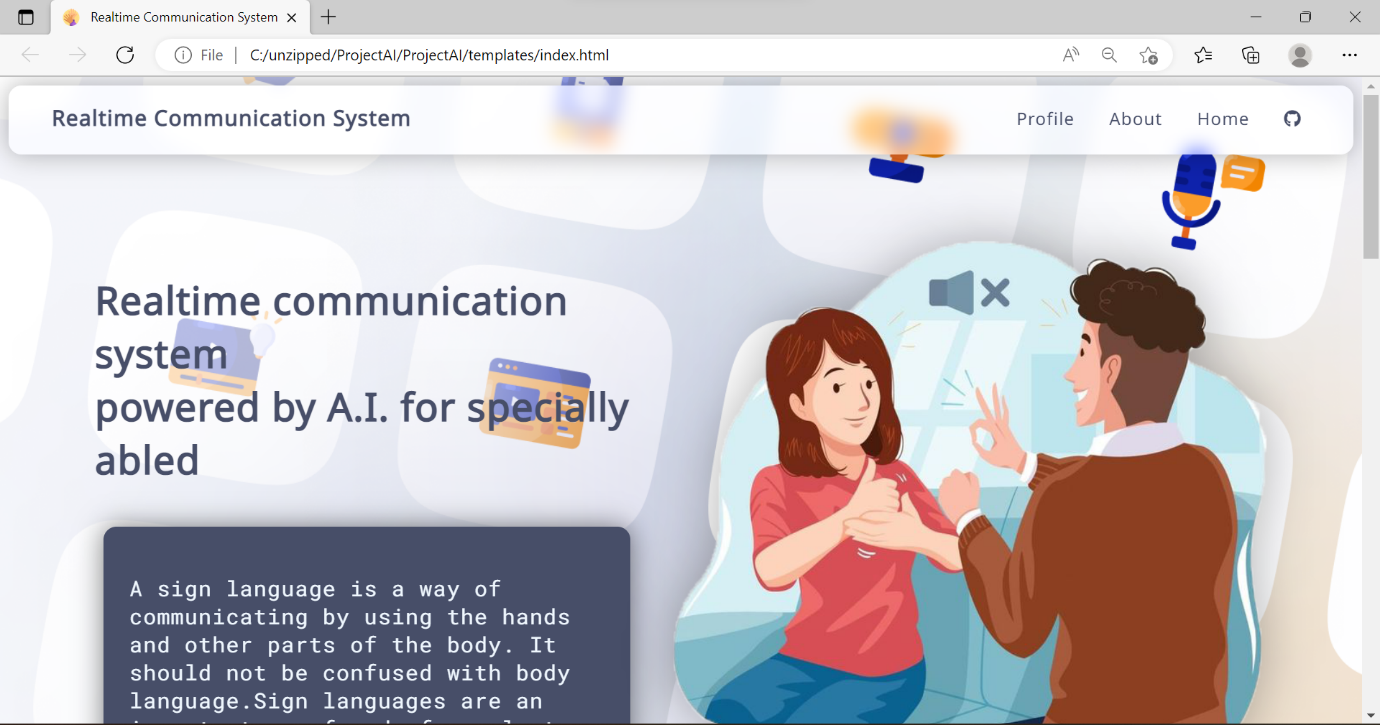 Realtime Communication System
File
C:/unzipped/ProjectAI/ProjectAI/templates/index.html
Realtime Communication System
Profile
About
Home
Realtime communication
system
powered by A.I. for specially
abled
A sign language is a way of
communicating by using the hands
and other parts of the body. It
should not be confused with body
language.Sign languages are an